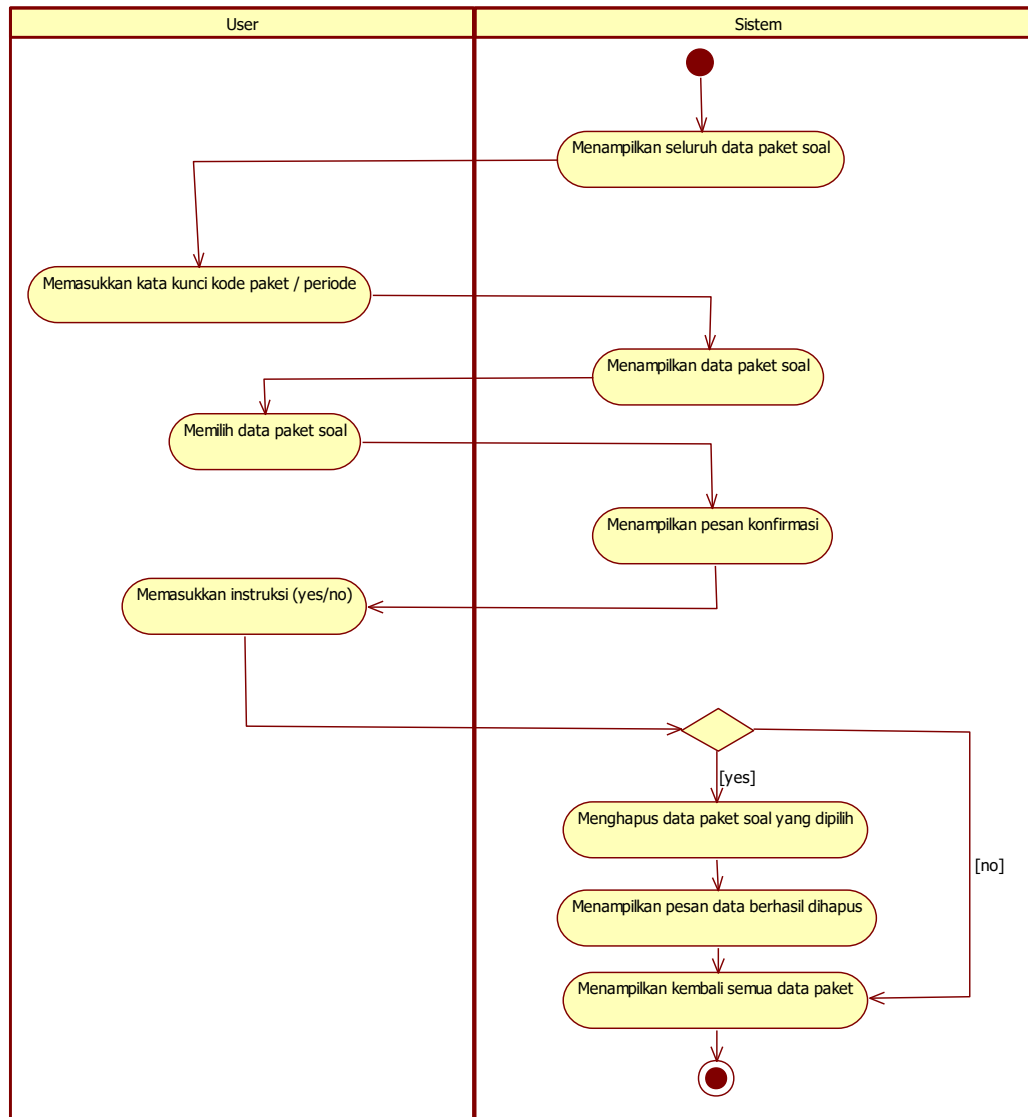 User
Sistem
Menampilkan seluruh data paket soal
Memasukkan kata kunci kode paket / periode
Menampilkan data paket soal
Memilih data paket soal
Menampilkan pesan konfirmasi
Memasukkan instruksi (yes/no)
[yes]
Menghapus data paket soal yang dipilih
[no]
Menampilkan pesan data berhasil dihapus
Menampilkan kembali semua data paket